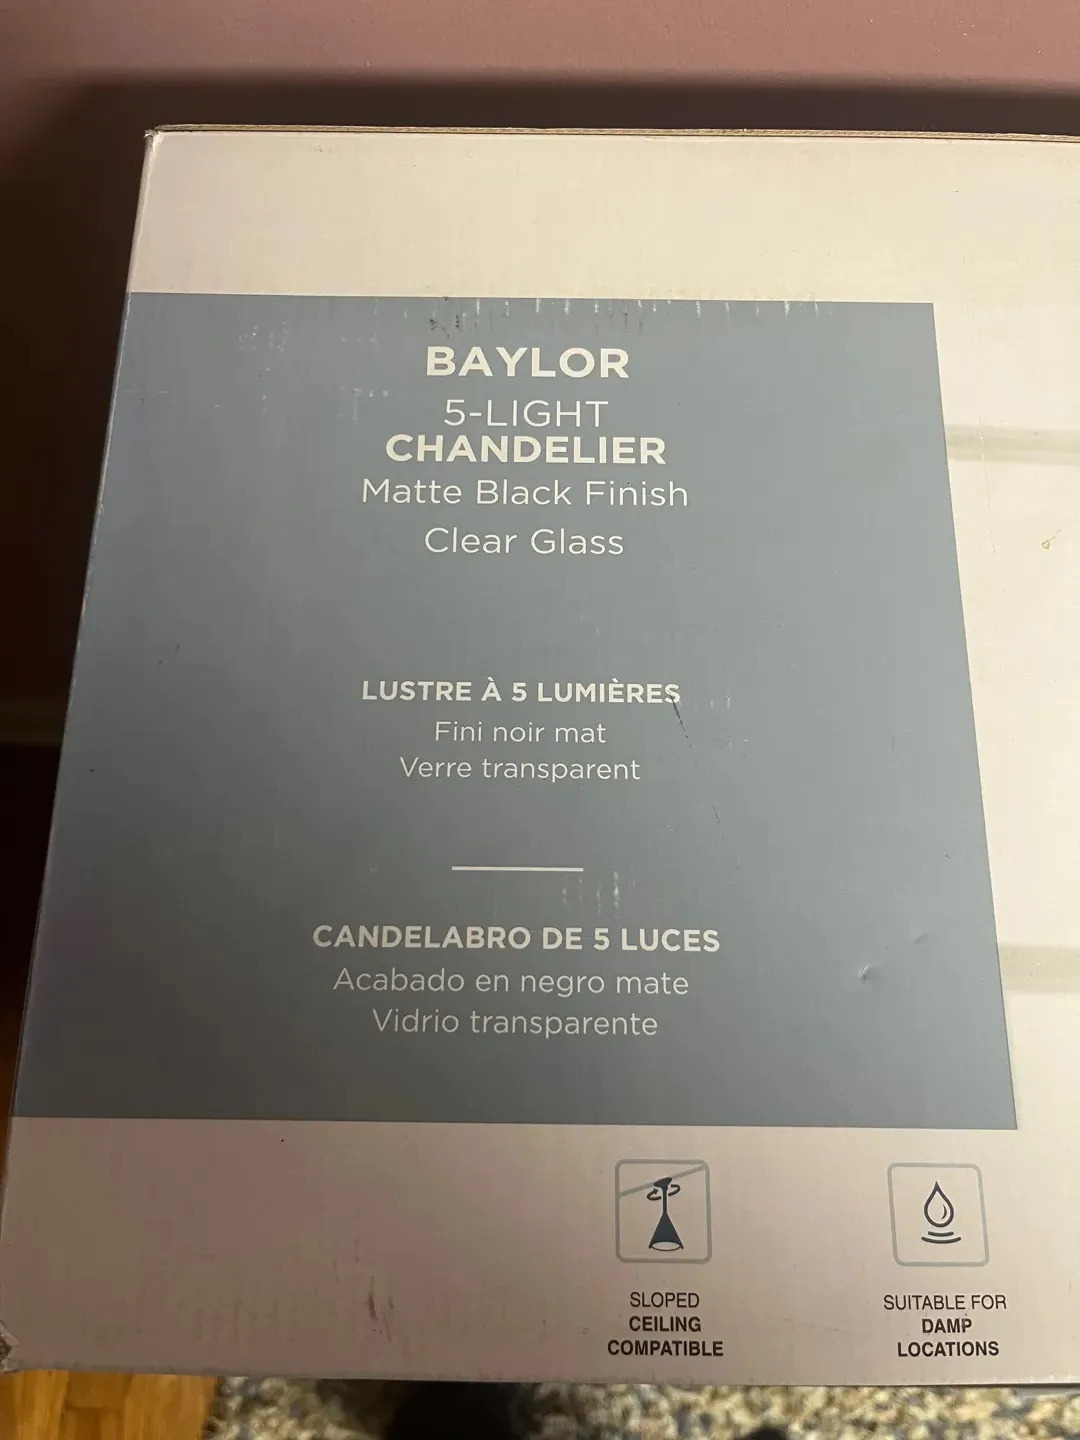 BAYLOR
5-LIGHT
CHANDELIER
Matte Black Finish
Clear Glass
LUSTRE À 5 LUMIÈRES
Fini noir mat
Verre transparent
CANDELABRO DE 5 LUCES
Acabado en negro mate
Vidrio transparente
SLOPED
CEILING
COMPATIBLE
SUITABLE FOR
DAMP
LOCATIONS